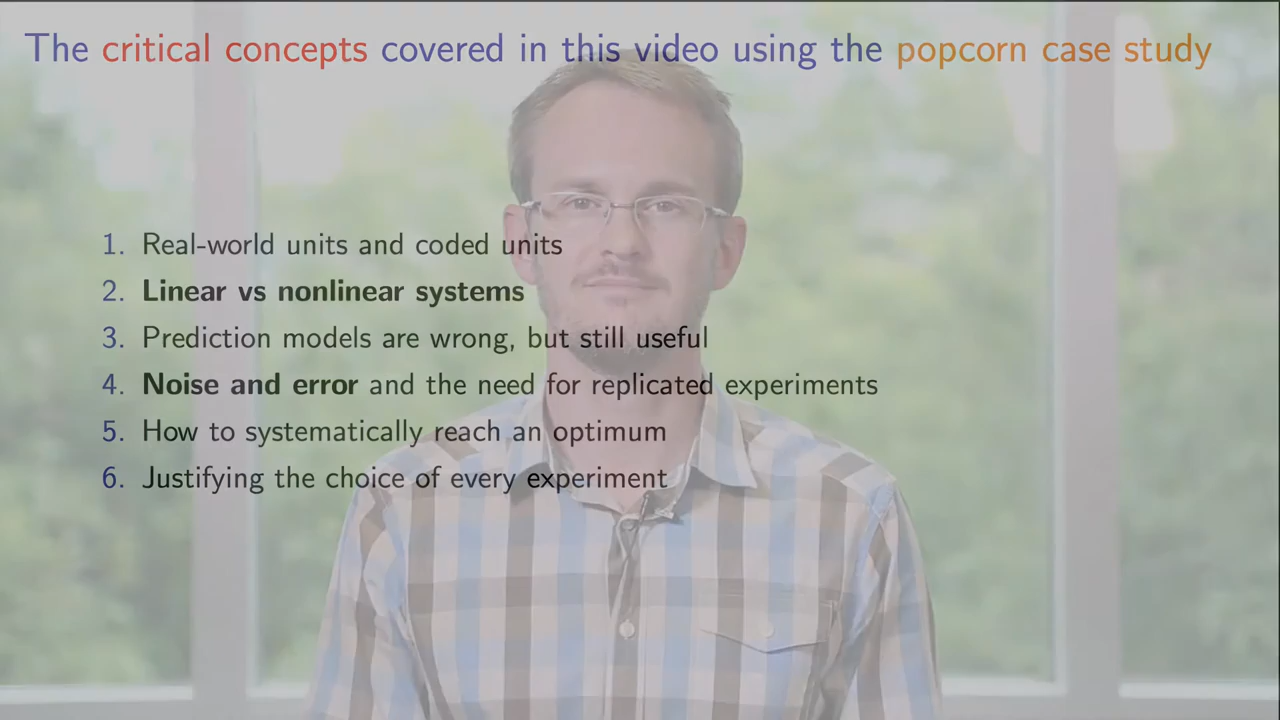 The critical concepts covered in this video using the popcorn case study
1. Real-world units and coded units
2. Linear vs nonlinear systems
3. Prediction models are wrong, but still useful
4. Noise and error and the need for replicated experiments
5. How to systematically reach an optimum
6. Justifying the choice of every experiment